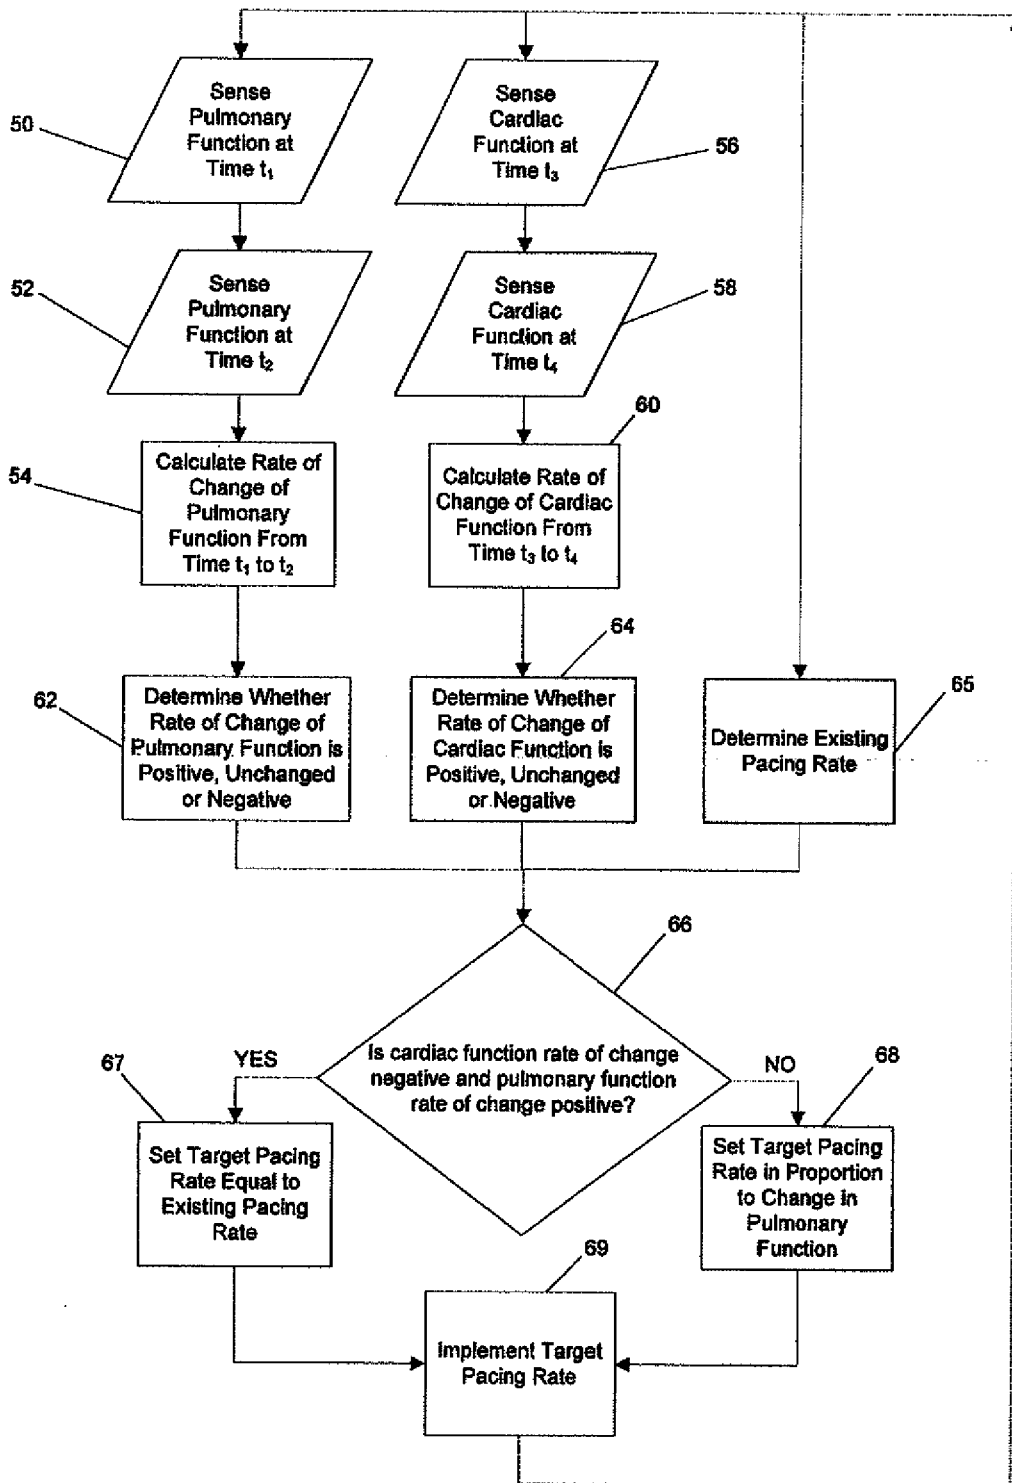 50
Sense
Pulmonary
Function at
Time t₁
Sense
Cardiac
Function at
Time t₃
56
52
Sense
Pulmonary
Function at
Time t₂
Sense
Cardiac
Function at
Time t₄
58
54
Calculate Rate of
Change of
Pulmonary
Function From
Time t₁ to t₂
60
Calculate Rate of
Change of Cardiac
Function From
Time t₃ to t₄
62
Determine Whether
Rate of Change of
Pulmonary Function is
Positive, Unchanged
or Negative
64
Determine Whether
Rate of Change of
Cardiac Function is
Positive, Unchanged
or Negative
65
Determine Existing
Pacing Rate
66
Is cardiac function rate of change
negative and pulmonary function
rate of change positive?
YES
NO
67
Set Target Pacing
Rate Equal to
Existing Pacing
Rate
68
Set Target Pacing
Rate in Proportion
to Change in
Pulmonary
Function
69
Implement Target
Pacing Rate